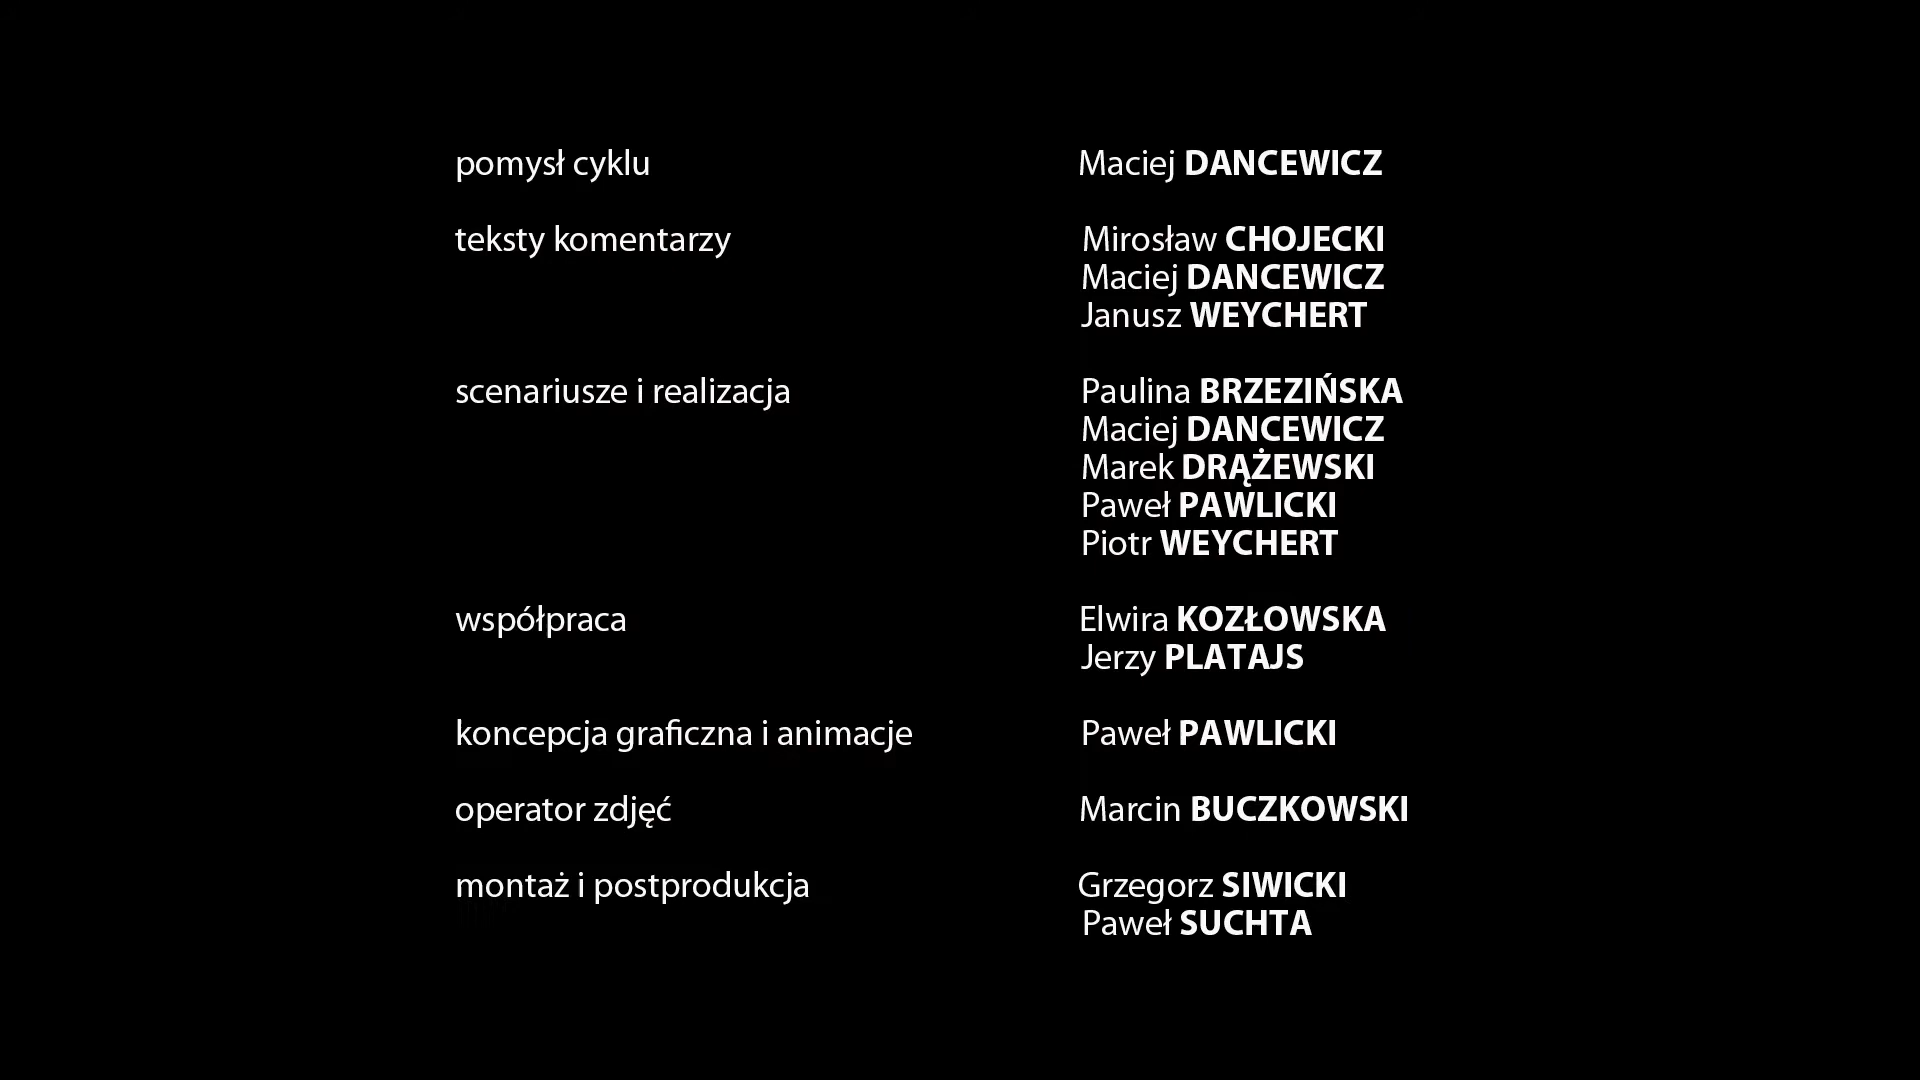 pomysł cyklu Maciej DANCEWICZ
teksty komentarzy Mirosław CHOJECKI
Maciej DANCEWICZ
Janusz WEYCHERT
scenariusze i realizacja Paulina BRZEZIŃSKA
Maciej DANCEWICZ
Marek DRĄŻEWSKI
Paweł PAWLICKI
Piotr WEYCHERT
współpraca Elwira KOZŁOWSKA
Jerzy PLATAJS
koncepcja graficzna i animacje Paweł PAWLICKI
operator zdjęć Marcin BUCZKOWSKI
montaż i postprodukcja Grzegorz SIWICKI
Paweł SUCHTA